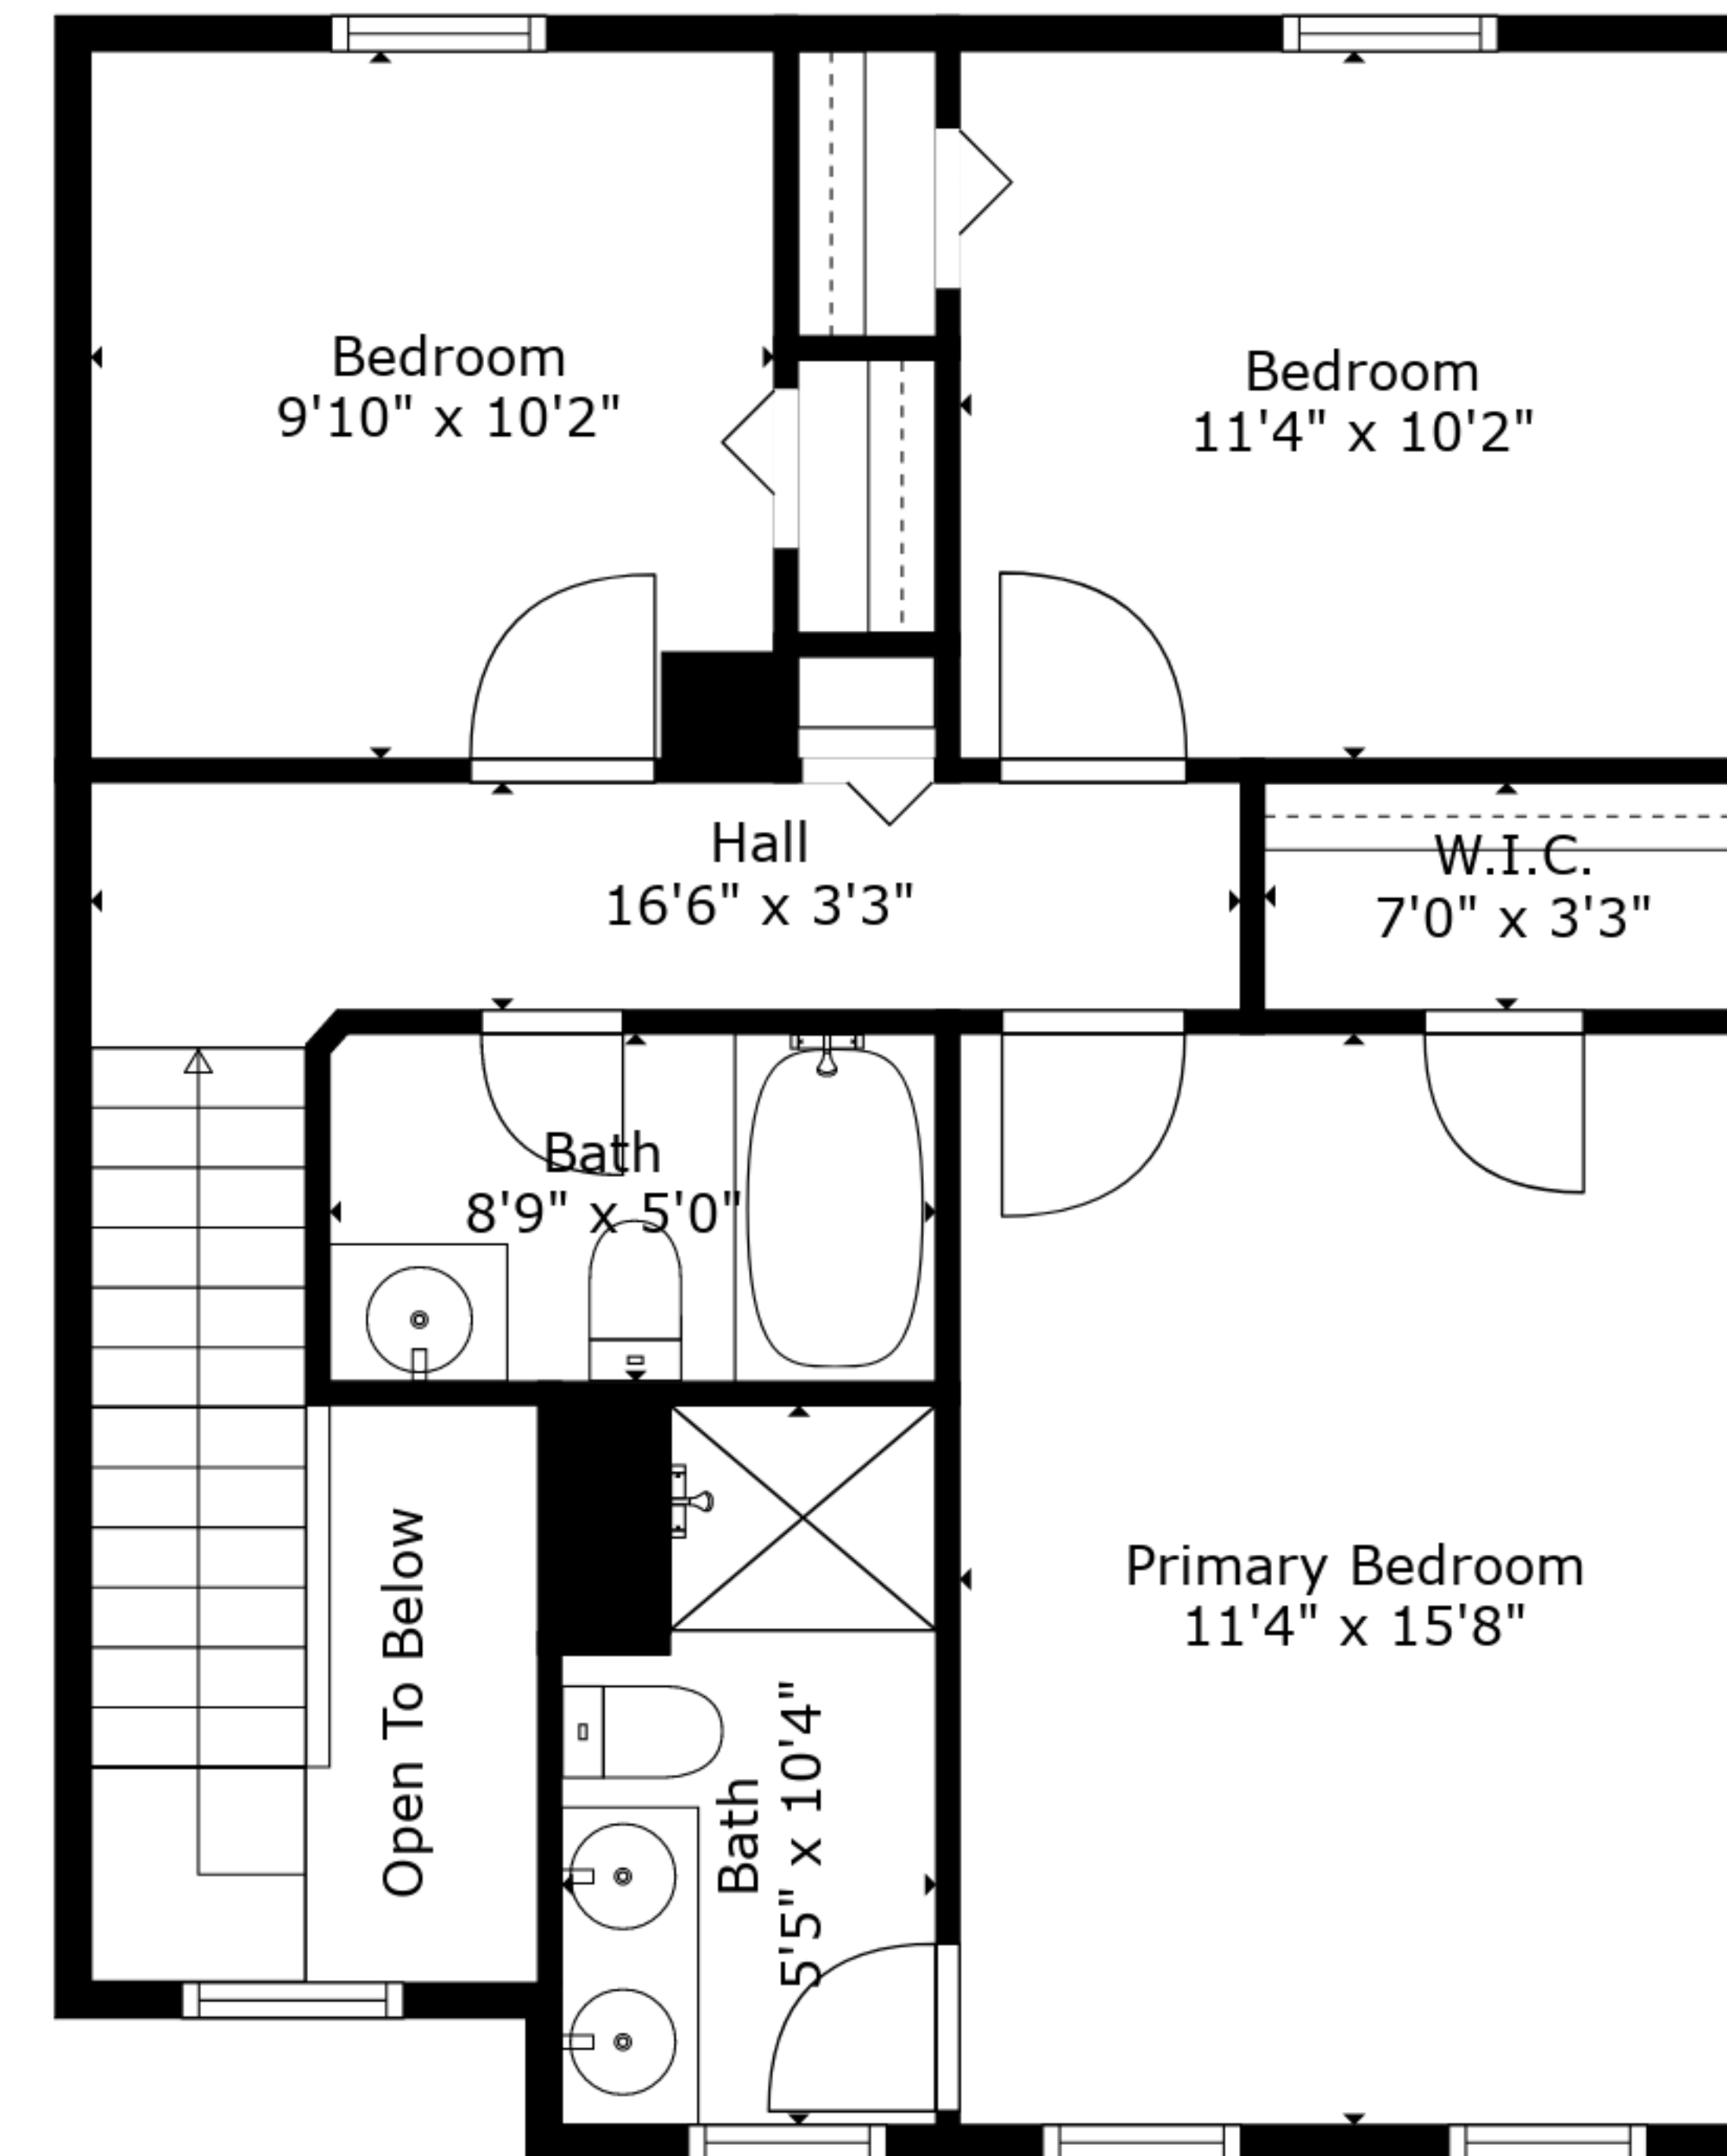 Bedroom
9'10" x 10'2"
Bedroom
11'4" x 10'2"
Hall
16'6" x 3'3"
W.I.C.
7'0" x 3'3"
Bath
8'9" x 5'0"
Open To Below
Bath
5'5" x 10'4"
Primary Bedroom
11'4" x 15'8"